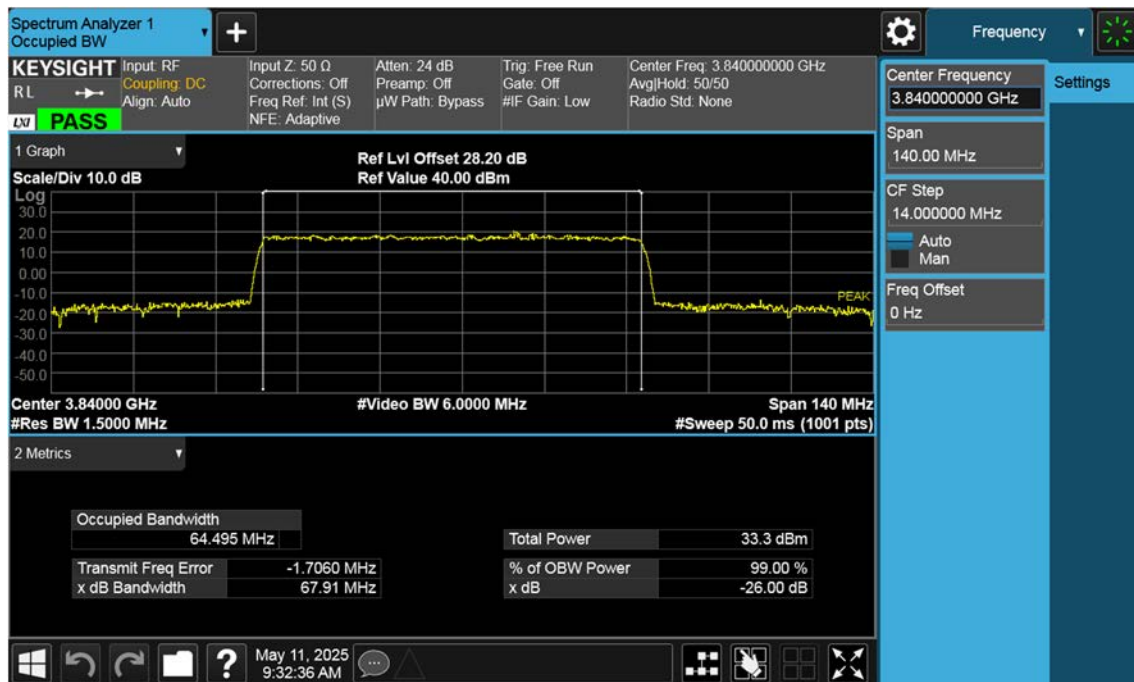 Spectrum Analyzer 1
Occupied BW
+
Frequency
KEYSIGHT
RL
LXI PASS
Input: RF
Coupling: DC
Align: Auto
Input Z: 50 Ω
Corrections: Off
Freq Ref: Int (S)
NFE: Adaptive
Atten: 24 dB
Preamp: Off
µW Path: Bypass
Trig: Free Run
Gate: Off
#IF Gain: Low
Center Freq: 3.840000000 GHz
Avg|Hold: 50/50
Radio Std: None
1 Graph
Scale/Div 10.0 dB
Ref Lvl Offset 28.20 dB
Ref Value 40.00 dBm
Log
30.0
20.0
10.0
0.00
-10.0
-20.0
-30.0
-40.0
-50.0
PEAK
Center 3.84000 GHz
#Video BW 6.0000 MHz
Span 140 MHz
#Res BW 1.5000 MHz
#Sweep 50.0 ms (1001 pts)
2 Metrics
Occupied Bandwidth
64.495 MHz
Total Power 33.3 dBm
Transmit Freq Error -1.7060 MHz
% of OBW Power 99.00 %
x dB Bandwidth 67.91 MHz
x dB -26.00 dB
?
May 11, 2025
9:32:36 AM
Center Frequency
3.840000000 GHz
Settings
Span
140.00 MHz
CF Step
14.000000 MHz
Auto
Man
Freq Offset
0 Hz